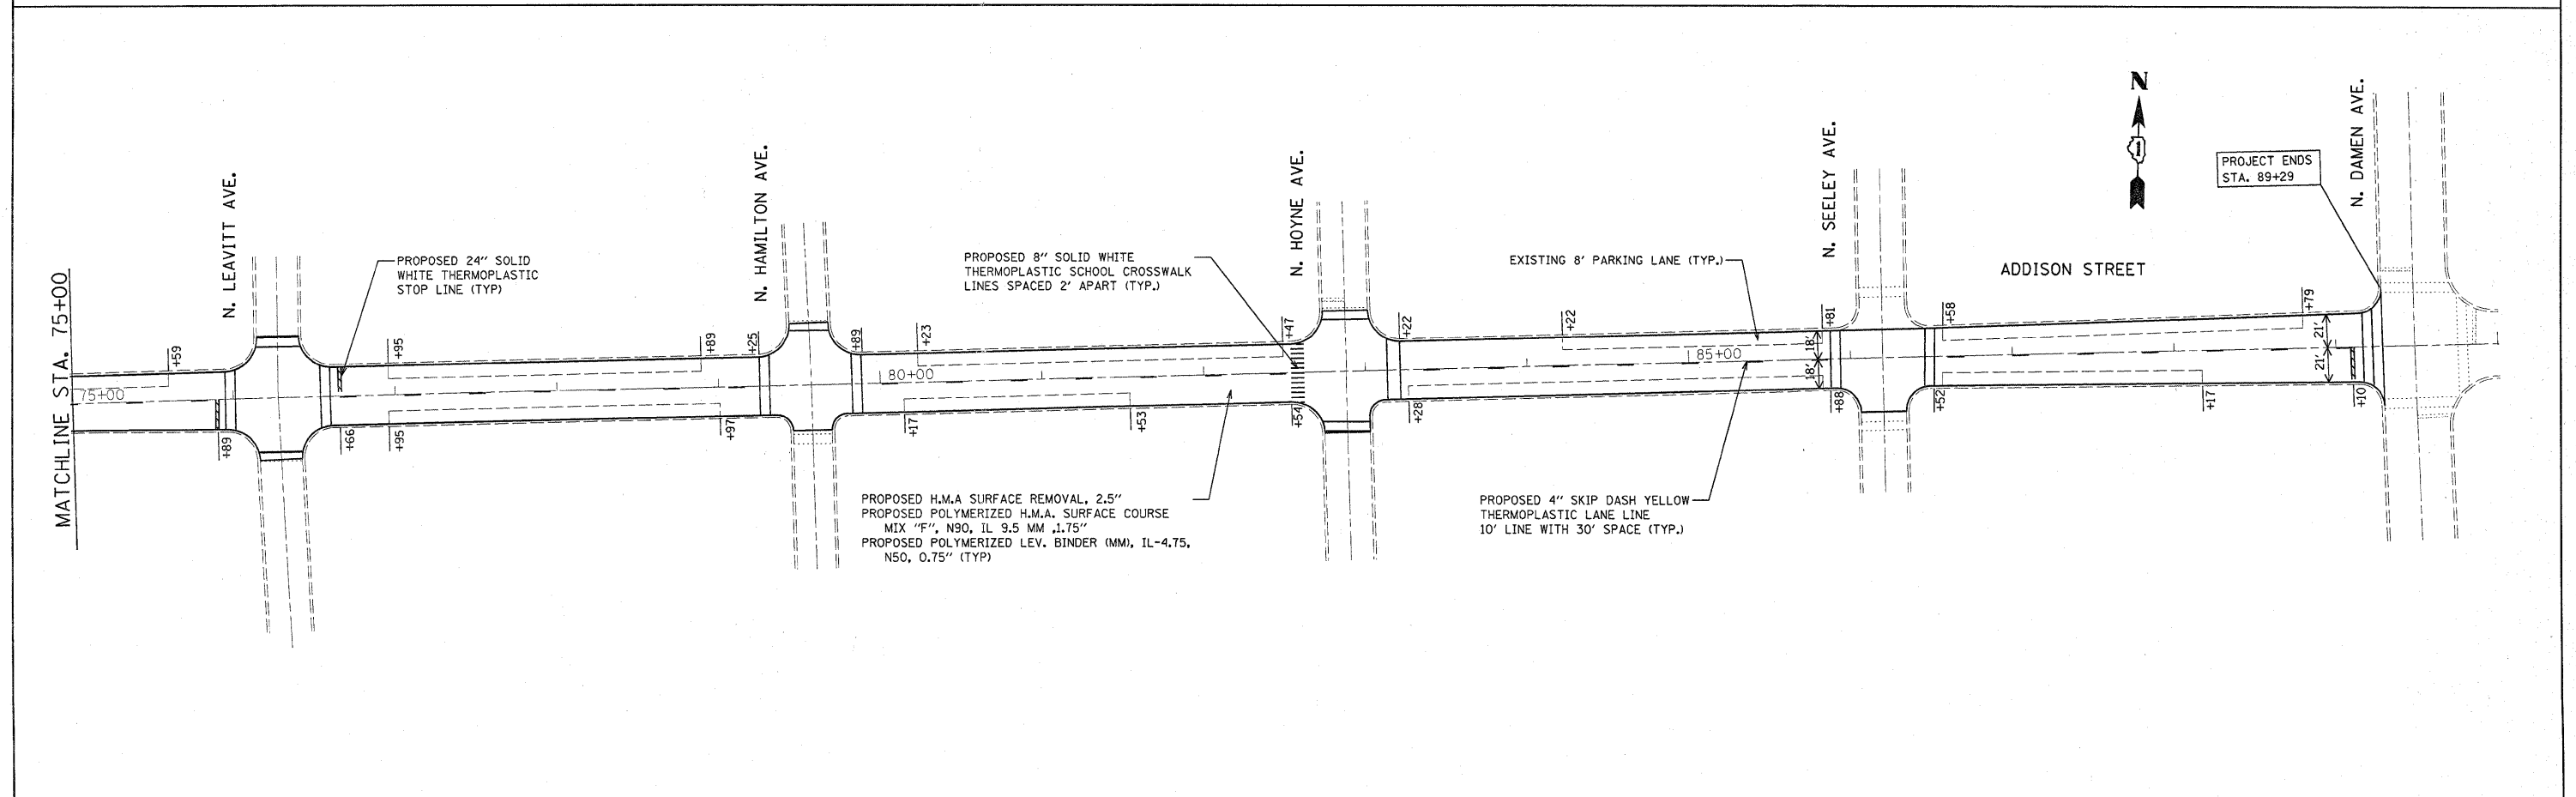 MATCHLINE STA. 75+00
75+00
+59
N. LEAVITT AVE.
+89
PROPOSED 24" SOLID
WHITE THERMOPLASTIC
STOP LINE (TYP)
+66
+95
+95
+89
+97
N. HAMILTON AVE.
+25
+89
+23
80+00
+17
+53
PROPOSED 8" SOLID WHITE
THERMOPLASTIC SCHOOL CROSSWALK
LINES SPACED 2' APART (TYP.)
PROPOSED H.M.A SURFACE REMOVAL, 2.5"
PROPOSED POLYMERIZED H.M.A. SURFACE COURSE
MIX "F", N90, IL 9.5 MM ,1.75"
PROPOSED POLYMERIZED LEV. BINDER (MM), IL-4.75,
N50, 0.75" (TYP)
N. HOYNE AVE.
+47
+54
+22
+28
+22
EXISTING 8' PARKING LANE (TYP.)
85+00
PROPOSED 4" SKIP DASH YELLOW
THERMOPLASTIC LANE LINE
10' LINE WITH 30' SPACE (TYP.)
N. SEELEY AVE.
+81
18'
18'
+88
+58
+52
ADDISON STREET
N
+17
+79
21'
21'
+10
PROJECT ENDS
STA. 89+29
N. DAMEN AVE.